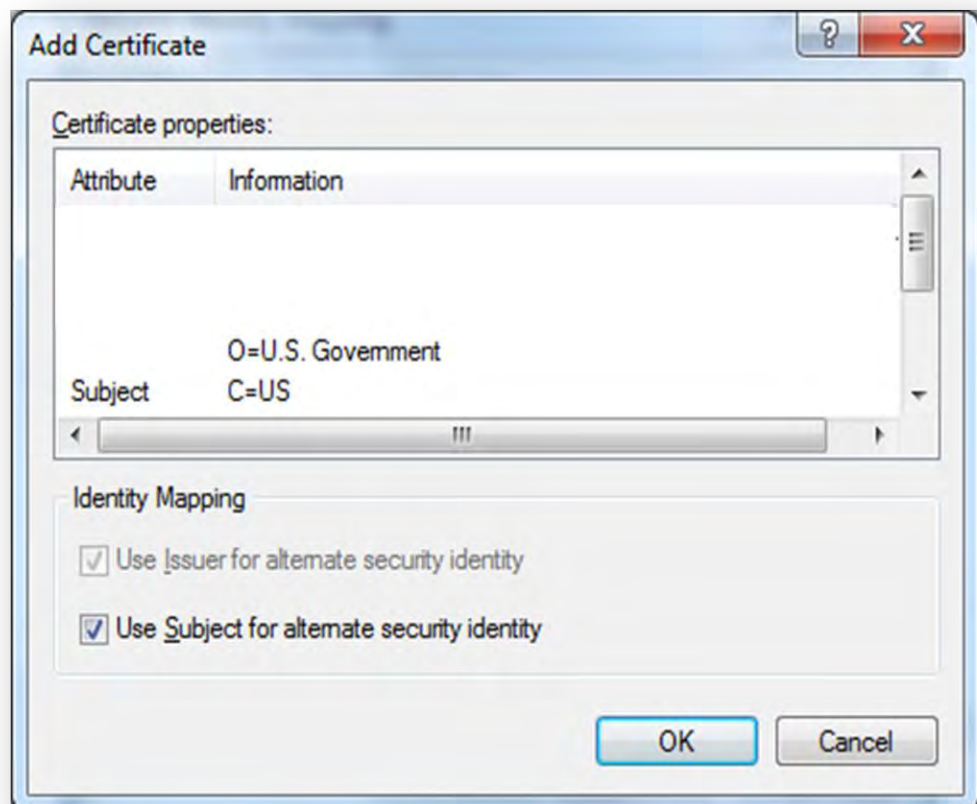 Add Certificate
?
X
Certificate properties:
Attribute Information
O=U.S. Government
Subject C=US
Identity Mapping
Use Issuer for alternate security identity
Use Subject for alternate security identity
OK Cancel